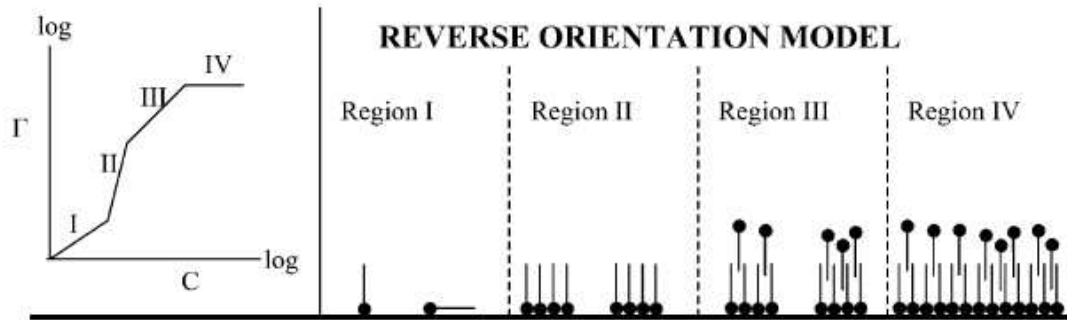 log
Γ
I
II
III
IV
C
log
REVERSE ORIENTATION MODEL
Region I
Region II
Region III
Region IV